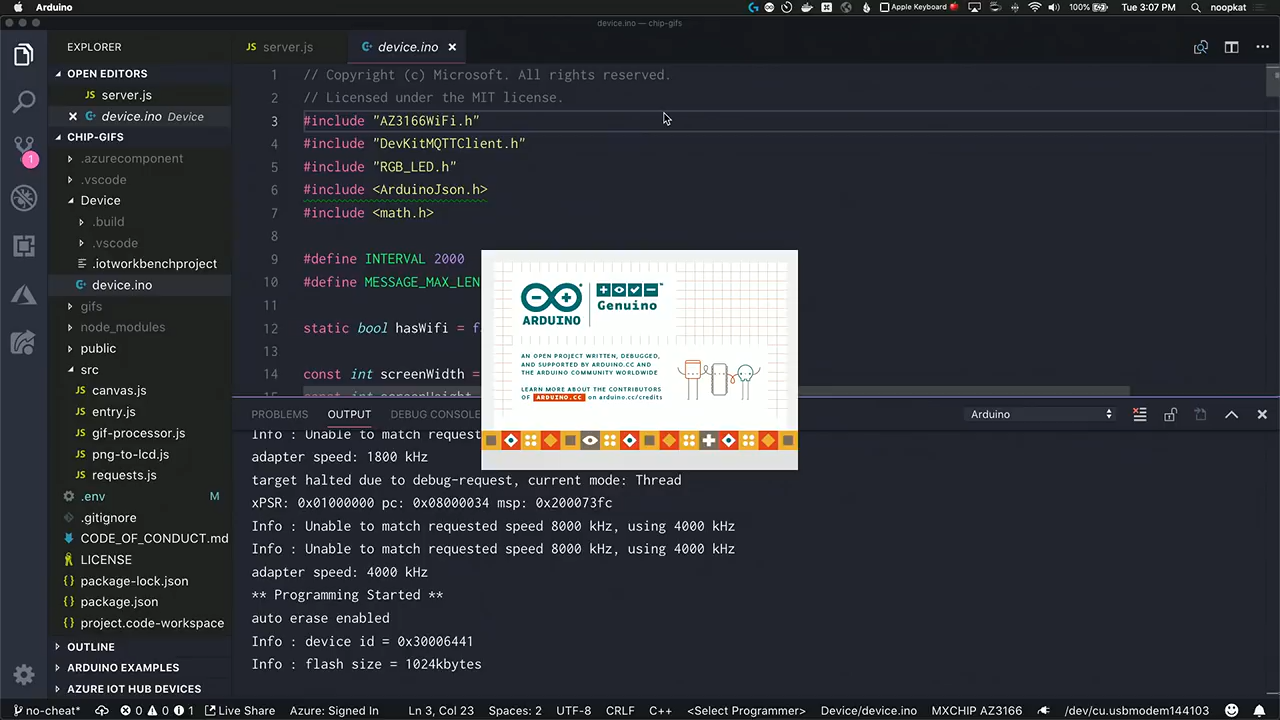 Arduino
Apple Keyboard
100%
Tue 3:07 PM
noopkat
device.ino — chip-gifs
EXPLORER
server.js
device.ino
OPEN EDITORS
server.js
device.ino Device
CHIP-GIFS
1
.azurecomponent
.vscode
Device
.build
.vscode
.iotworkbenchproject
device.ino
gifs
node_modules
public
src
canvas.js
entry.js
gif-processor.js
png-to-lcd.js
requests.js
.env M
.gitignore
CODE_OF_CONDUCT.md
LICENSE
package-lock.json
package.json
project.code-workspace
OUTLINE
ARDUINO EXAMPLES
AZURE IOT HUB DEVICES
1 // Copyright (c) Microsoft. All rights reserved.
2 // Licensed under the MIT license.
3 #include "AZ3166WiFi.h"
4 #include "DevKitMQTTClient.h"
5 #include "RGB_LED.h"
6 #include <ArduinoJson.h>
7 #include <math.h>
8
9 #define INTERVAL 2000
10 #define MESSAGE_MAX_LEN
11
12 static bool hasWifi = f
13
14 const int screenWidth =
ARDUINO
Genuino
AN OPEN PROJECT WRITTEN, DEBUGGED,
AND SUPPORTED BY ARDUINO.CC AND
THE ARDUINO COMMUNITY WORLDWIDE
LEARN MORE ABOUT THE CONTRIBUTORS
OF ARDUINO.CC on arduino.cc/credits
PROBLEMS OUTPUT DEBUG CONSOLE
Arduino
Info : Unable to match reques
adapter speed: 1800 kHz
target halted due to debug-request, current mode: Thread
xPSR: 0x01000000 pc: 0x08000034 msp: 0x200073fc
Info : Unable to match requested speed 8000 kHz, using 4000 kHz
Info : Unable to match requested speed 8000 kHz, using 4000 kHz
adapter speed: 4000 kHz
** Programming Started **
auto erase enabled
Info : device id = 0x30006441
Info : flash size = 1024kbytes
no-cheat* 0 0 1 Live Share Azure: Signed In Ln 3, Col 23 Spaces: 2 UTF-8 CRLF C++ <Select Programmer> Device/device.ino MXCHIP AZ3166 /dev/cu.usbmodem144103